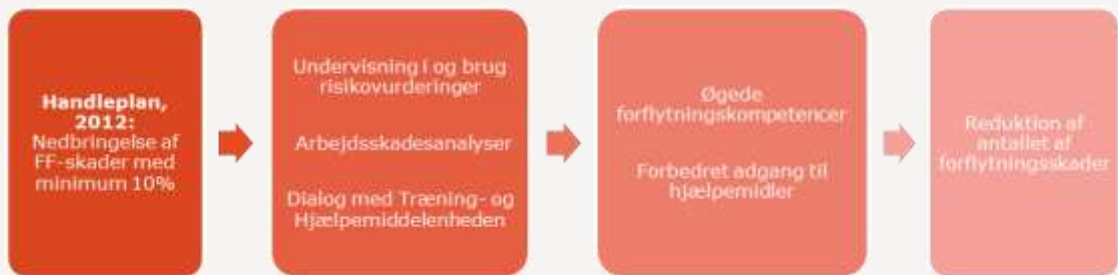 Handleplan,
2012:
Nedbringelse af
FF-skader med
minimum 10%
Undervisning i og brug
risikovurderinger
Arbejdsskadesanalyser
Dialog med Træning- og
Hjælpemiddelenheden
Øgede
forflytningskompetencer
Forbedret adgang til
hjælpemidler
Reduktion af
antallet af
forflytningsskader